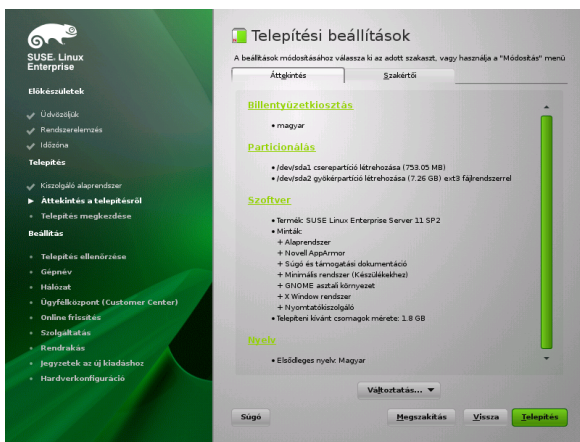 SUSE. Linux
Enterprise
Előkészületek
Üdvözöljük
Rendszerelemzés
Időzóna
Telepítés
Kiszolgáló alaprendszer
Áttekintés a telepítésről
Telepítés megkezdése
Beállítás
Telepítés ellenőrzése
Gépnév
Hálózat
Ügyfélközpont (Customer Center)
Online frissítés
Szolgáltatás
Rendrakás
Jegyzetek az új kiadáshoz
Hardverkonfiguráció
Telepítési beállítások
A beállítások módosításához válassza ki az adott szakaszt, vagy használja a "Módosítás" menü
Áttekintés
Szakértői
Billentyűzetkiosztás
• magyar
Particionálás
• /dev/sda1 cserepartíció létrehozása (753.05 MB)
• /dev/sda2 gyökérpartíció létrehozása (7.26 GB) ext3 fájlrendszerrel
Szoftver
• Termék: SUSE Linux Enterprise Server 11 SP2
• Minták:
+ Alaprendszer
+ Novell AppArmor
+ Súgó és támogatási dokumentáció
+ Minimális rendszer (Készülékekhez)
+ GNOME asztali környezet
+ X Window rendszer
+ Nyomtatókiszolgáló
• Telepíteni kívánt csomagok mérete: 1.8 GB
Nyelv
• Elsődleges nyelv: Magyar
Változtatás...
Súgó
Megszakítás
Vissza
Telepítés